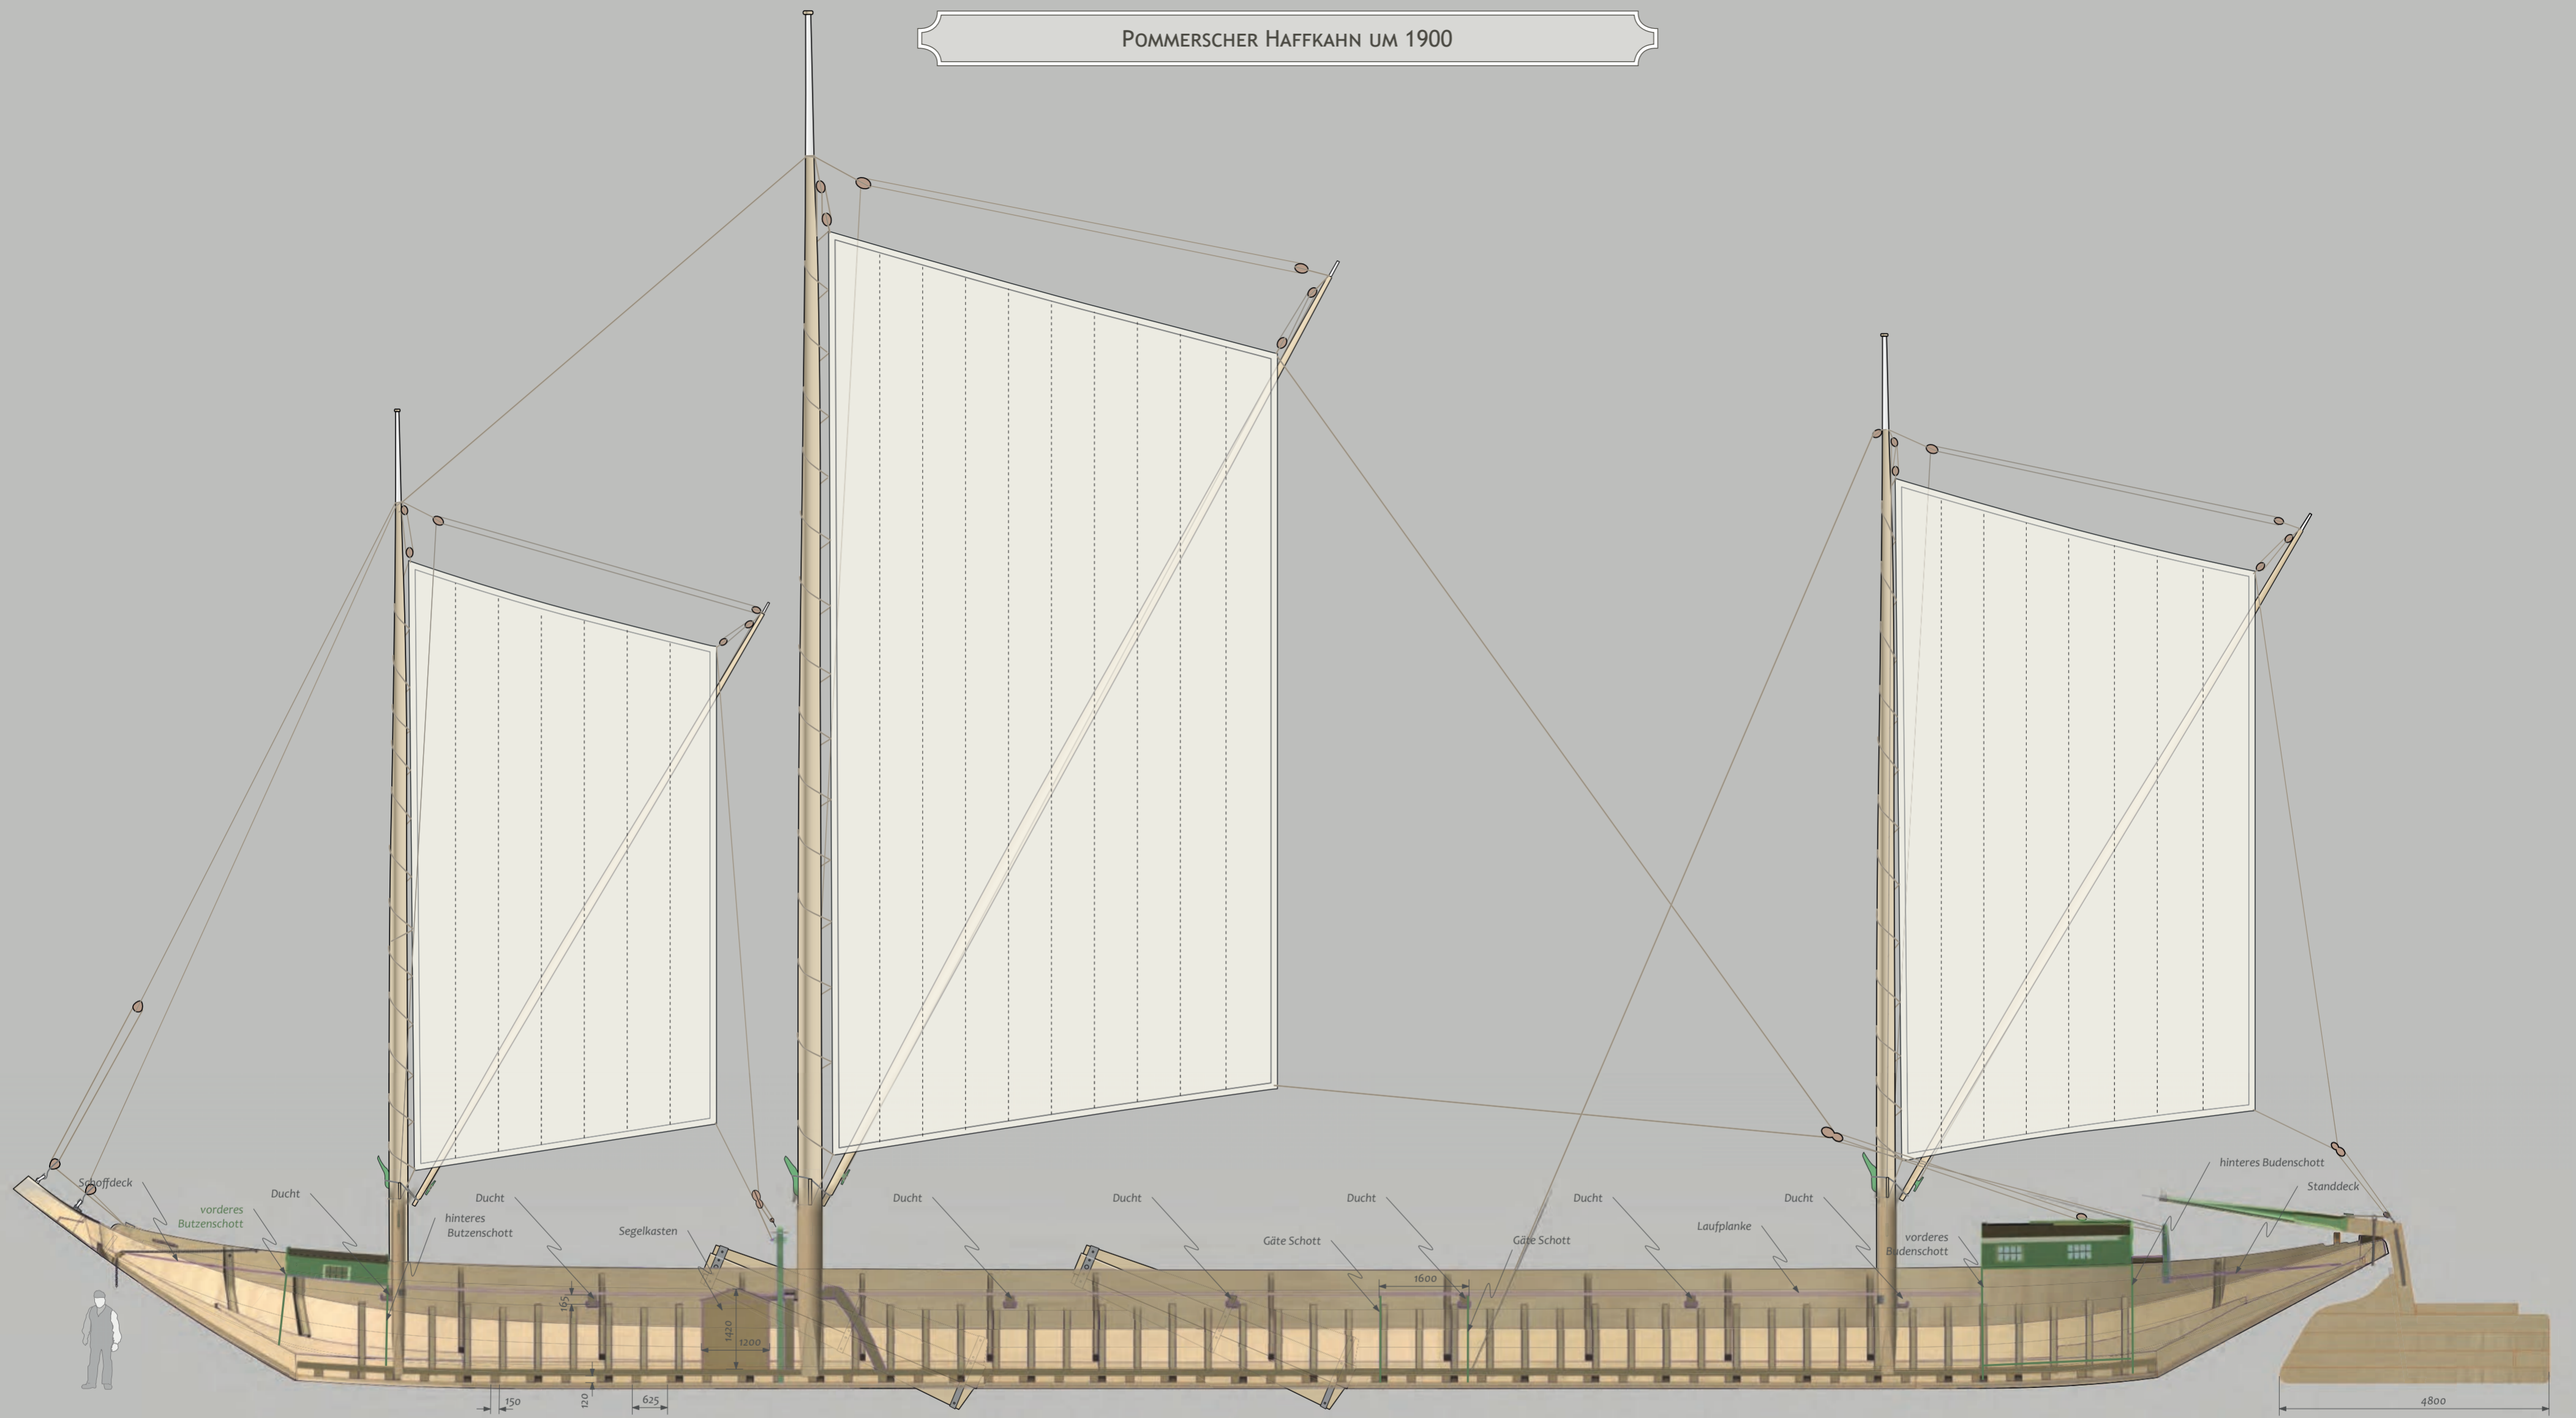 POMMERSCHER HAFFKAHN UM 1900
Schoffdeck
vorderes
Butzenschott
Ducht
hinteres
Butzenschott
Ducht
Segelkasten
Ducht
Ducht
Gäte Schott
Ducht
Gäte Schott
Ducht
Laufplanke
Ducht
vorderes
Budenschott
hinteres Budenschott
Standdeck
165
1420
1200
1600
150
120
625
4800